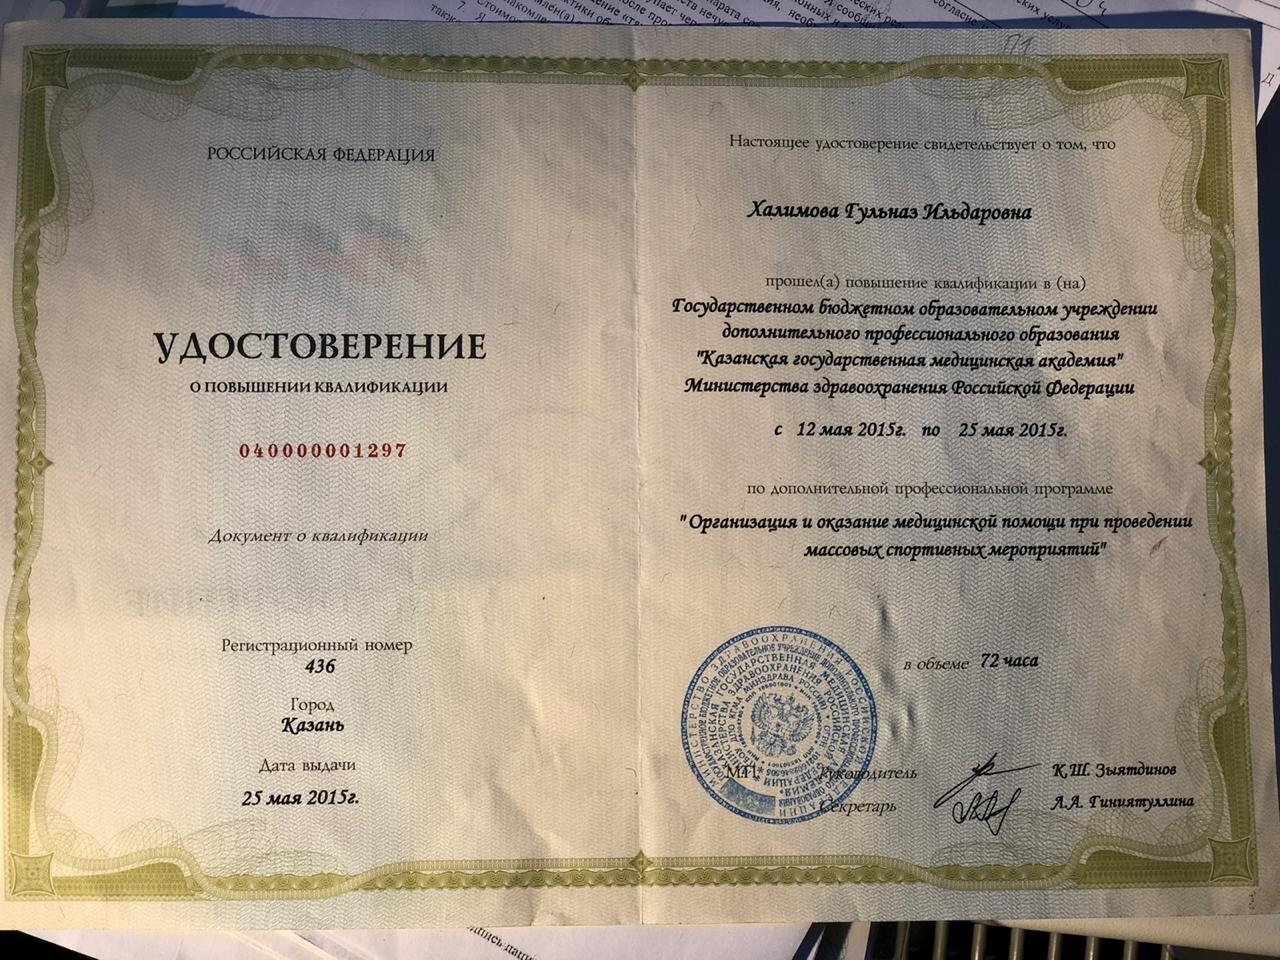 РОССИЙСКАЯ ФЕДЕРАЦИЯ
УДОСТОВЕРЕНИЕ
О ПОВЫШЕНИИ КВАЛИФИКАЦИИ
040000001297
Документ о квалификации
Регистрационный номер
436
Город
Казань
Дата выдачи
25 мая 2015г.
Настоящее удостоверение свидетельствует о том, что
Халимова Гульназ Ильдаровна
прошел(а) повышение квалификации в (на)
Государственном бюджетном образовательном учреждении
дополнительного профессионального образования
"Казанская государственная медицинская академия"
Министерства здравоохранения Российской Федерации
с 12 мая 2015г. по 25 мая 2015г.
по дополнительной профессиональной программе
"Организация и оказание медицинской помощи при проведении
массовых спортивных мероприятий"
в объеме 72 часа
М.П. Руководитель К.Ш. Зыятдинов
Секретарь Л.А. Гиниятуллина